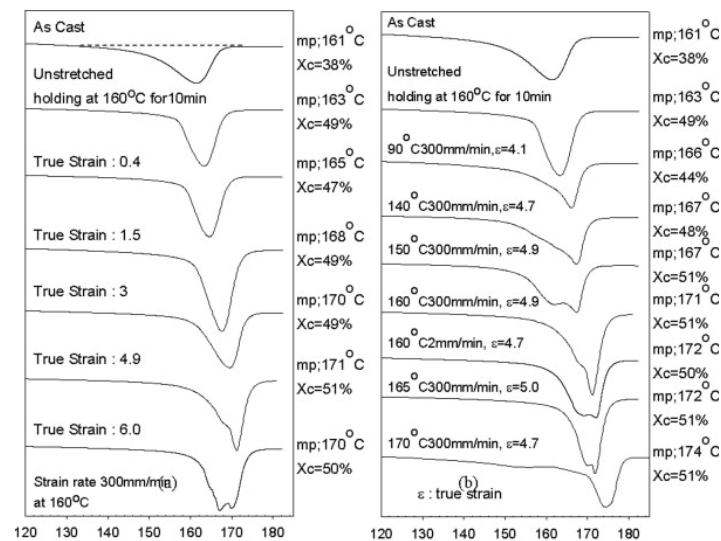 As Cast
mp;161°C
Xc=38%
Unstretched
holding at 160°C for10min
mp;163°C
Xc=49%
True Strain : 0.4
mp;165°C
Xc=47%
True Strain : 1.5
mp;168°C
Xc=49%
True Strain : 3
mp;170°C
Xc=49%
True Strain : 4.9
mp;171°C
Xc=51%
True Strain : 6.0
mp;170°C
Xc=50%
Strain rate 300mm/min
at 160°C
(a)
120 130 140 150 160 170 180
As Cast
mp;161°C
Xc=38%
Unstretched
holding at 160°C for 10min
mp;163°C
Xc=49%
90°C300mm/min,ε=4.1
mp;166°C
Xc=44%
140°C300mm/min,ε=4.7
mp;167°C
Xc=48%
150°C300mm/min, ε=4.9
mp;167°C
Xc=51%
160°C300mm/min, ε=4.9
mp;171°C
Xc=51%
160°C2mm/min, ε=4.7
mp;172°C
Xc=50%
165°C300mm/min, ε=5.0
mp;172°C
Xc=51%
170°C300mm/min, ε=4.7
mp;174°C
Xc=51%
(b)
ε : true strain
120 130 140 150 160 170 180